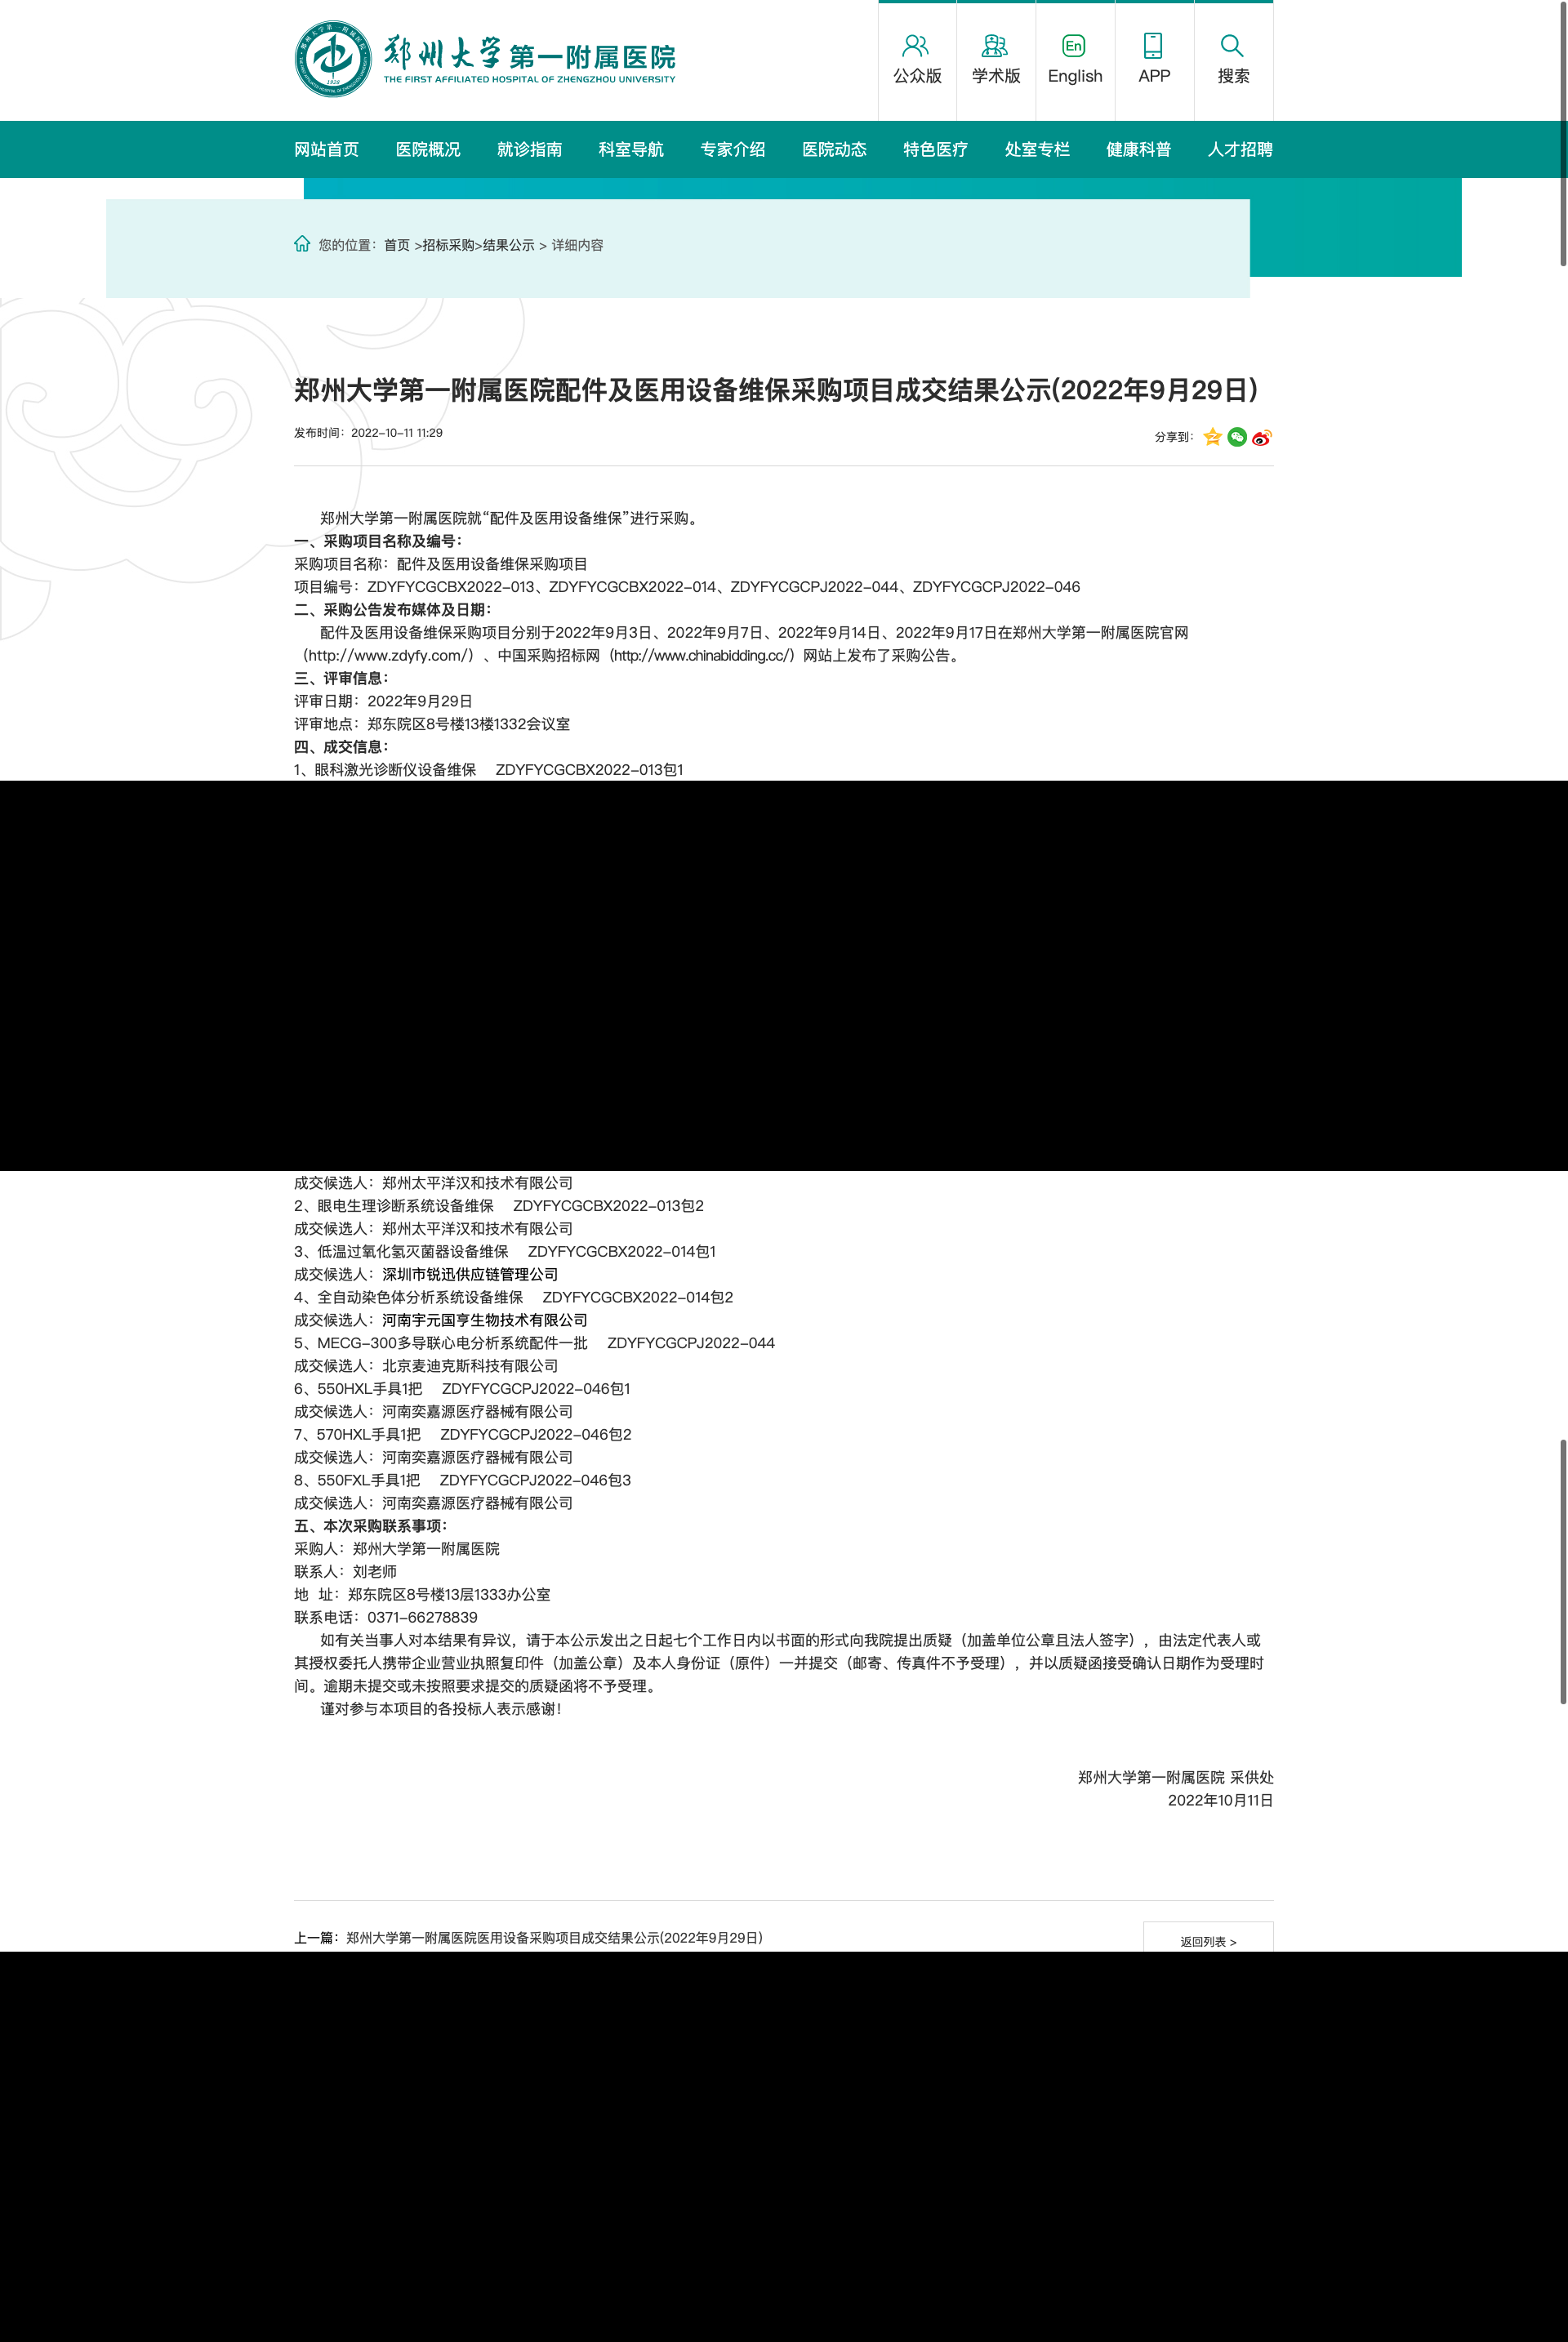 郑州大学第一附属医院
THE FIRST AFFILIATED HOSPITAL OF ZHENGZHOU UNIVERSITY
公众版
学术版
En
English
APP
搜索
网站首页 医院概况 就诊指南 科室导航 专家介绍 医院动态 特色医疗 处室专栏 健康科普 人才招聘
您的位置：首页 >招标采购>结果公示 > 详细内容
郑州大学第一附属医院配件及医用设备维保采购项目成交结果公示(2022年9月29日)
发布时间：2022-10-11 11:29
分享到：
郑州大学第一附属医院就“配件及医用设备维保”进行采购。
一、采购项目名称及编号：
采购项目名称：配件及医用设备维保采购项目
项目编号：ZDYFYCGCBX2022-013、ZDYFYCGCBX2022-014、ZDYFYCGCPJ2022-044、ZDYFYCGCPJ2022-046
二、采购公告发布媒体及日期：
配件及医用设备维保采购项目分别于2022年9月3日、2022年9月7日、2022年9月14日、2022年9月17日在郑州大学第一附属医院官网
（http://www.zdyfy.com/）、中国采购招标网（http://www.chinabidding.cc/）网站上发布了采购公告。
三、评审信息：
评审日期：2022年9月29日
评审地点：郑东院区8号楼13楼1332会议室
四、成交信息：
1、眼科激光诊断仪设备维保 ZDYFYCGCBX2022-013包1
成交候选人：郑州太平洋汉和技术有限公司
2、眼电生理诊断系统设备维保 ZDYFYCGCBX2022-013包2
成交候选人：郑州太平洋汉和技术有限公司
3、低温过氧化氢灭菌器设备维保 ZDYFYCGCBX2022-014包1
成交候选人：深圳市锐迅供应链管理公司
4、全自动染色体分析系统设备维保 ZDYFYCGCBX2022-014包2
成交候选人：河南宇元国亨生物技术有限公司
5、MECG-300多导联心电分析系统配件一批 ZDYFYCGCPJ2022-044
成交候选人：北京麦迪克斯科技有限公司
6、550HXL手具1把 ZDYFYCGCPJ2022-046包1
成交候选人：河南奕嘉源医疗器械有限公司
7、570HXL手具1把 ZDYFYCGCPJ2022-046包2
成交候选人：河南奕嘉源医疗器械有限公司
8、550FXL手具1把 ZDYFYCGCPJ2022-046包3
成交候选人：河南奕嘉源医疗器械有限公司
五、本次采购联系事项：
采购人：郑州大学第一附属医院
联系人：刘老师
地 址：郑东院区8号楼13层1333办公室
联系电话：0371-66278839
如有关当事人对本结果有异议，请于本公示发出之日起七个工作日内以书面的形式向我院提出质疑（加盖单位公章且法人签字），由法定代表人或
其授权委托人携带企业营业执照复印件（加盖公章）及本人身份证（原件）一并提交（邮寄、传真件不予受理），并以质疑函接受确认日期作为受理时
间。逾期未提交或未按照要求提交的质疑函将不予受理。
谨对参与本项目的各投标人表示感谢！
郑州大学第一附属医院 采供处
2022年10月11日
上一篇：郑州大学第一附属医院医用设备采购项目成交结果公示(2022年9月29日)
返回列表 >